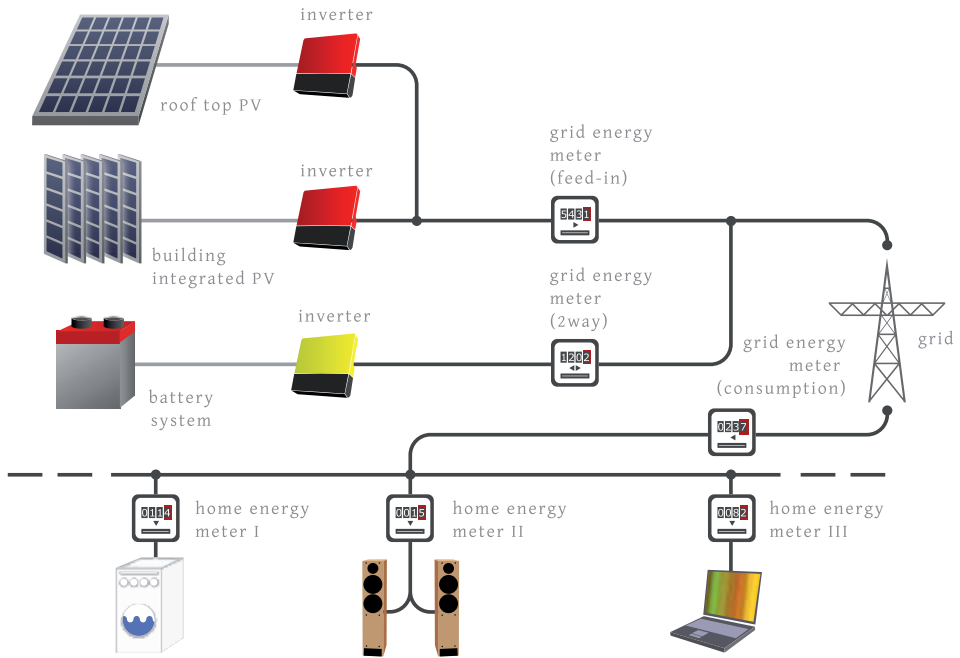 inverter
roof top PV
inverter
grid energy
meter
(feed-in)
5431
building
integrated PV
inverter
grid energy
meter
(2way)
1202
battery
system
grid energy
meter
(consumption)
grid
0237
0114
home energy
meter I
0015
home energy
meter II
0082
home energy
meter III